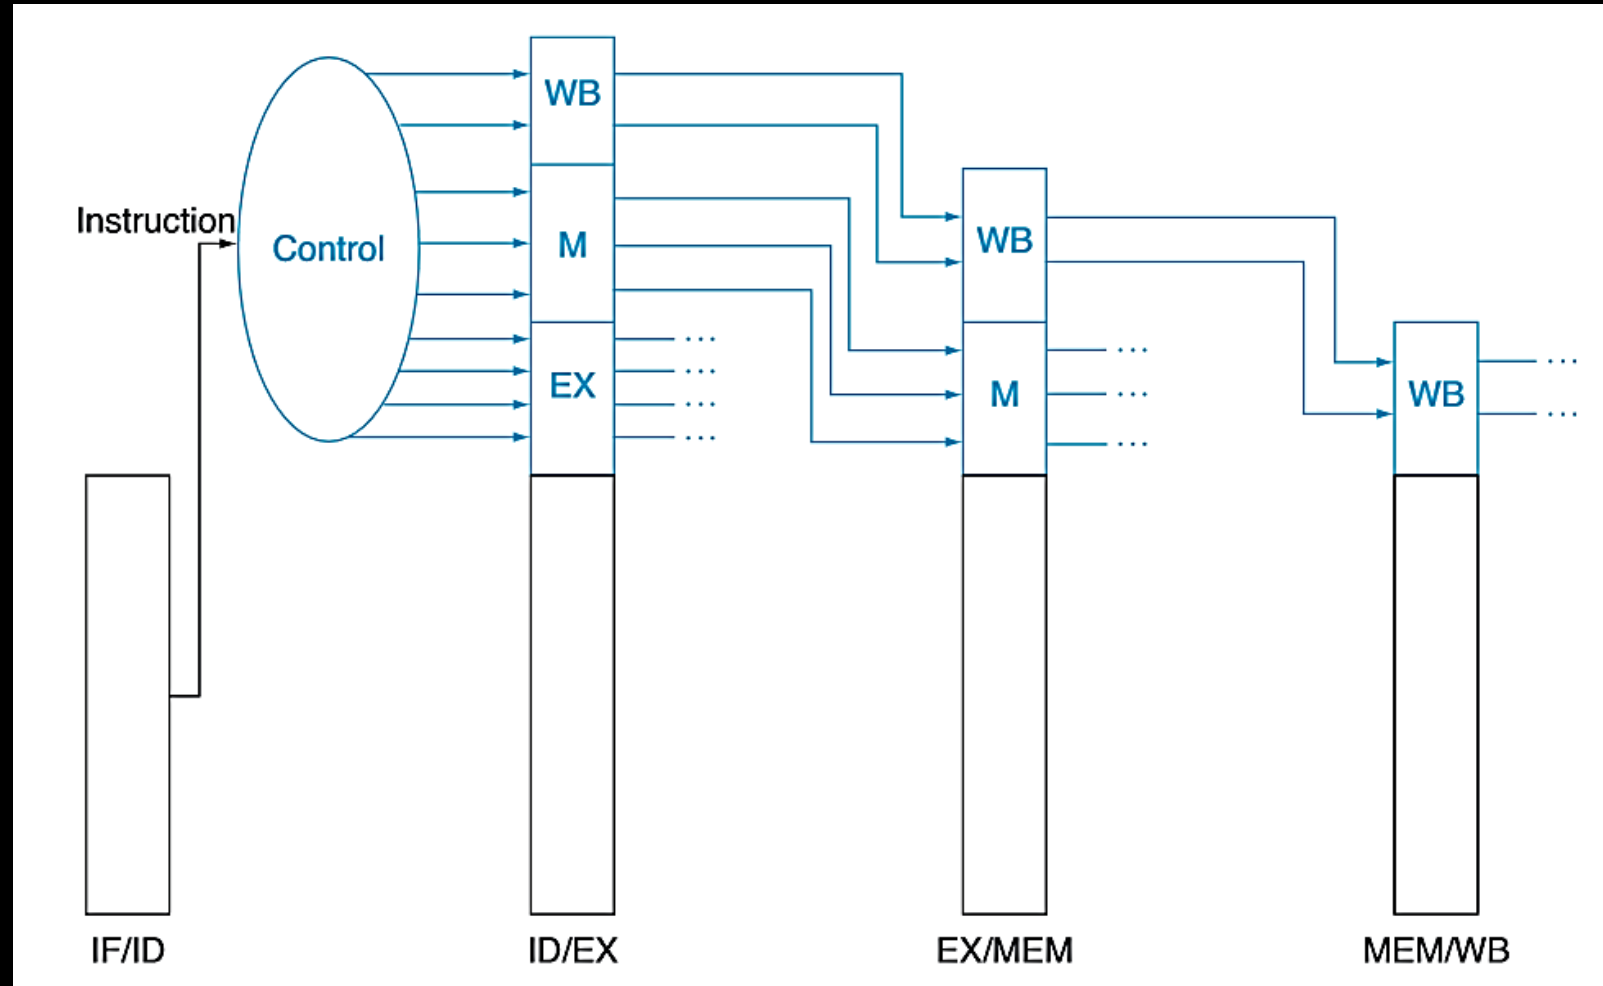 Instruction
Control
WB
M
EX
...
...
...
...
WB
M
...
...
...
WB
...
...
IF/ID
ID/EX
EX/MEM
MEM/WB